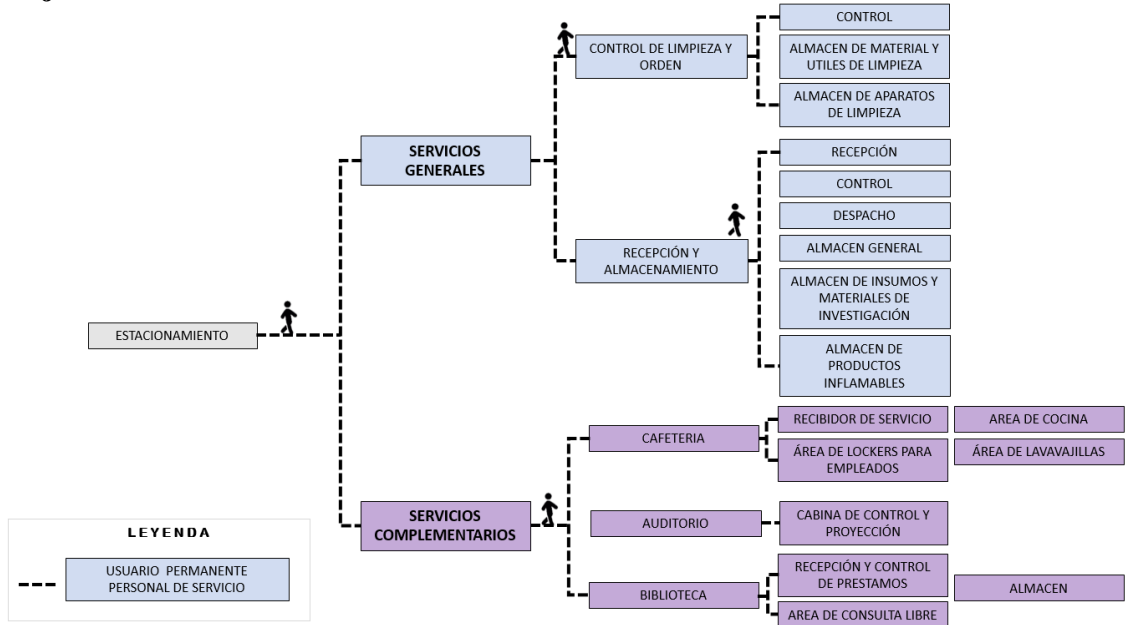 CONTROL
CONTROL DE LIMPIEZA Y
ORDEN
ALMACEN DE MATERIAL Y
UTILES DE LIMPIEZA
ALMACEN DE APARATOS
DE LIMPIEZA
SERVICIOS
GENERALES
RECEPCIÓN
CONTROL
DESPACHO
RECEPCIÓN Y
ALMACENAMIENTO
ALMACEN GENERAL
ALMACEN DE INSUMOS Y
MATERIALES DE
INVESTIGACIÓN
ALMACEN DE
PRODUCTOS
INFLAMABLES
ESTACIONAMIENTO
CAFETERIA
RECIBIDOR DE SERVICIO
AREA DE COCINA
ÁREA DE LOCKERS PARA
EMPLEADOS
ÁREA DE LAVAVAJILLAS
SERVICIOS
COMPLEMENTARIOS
AUDITORIO
CABINA DE CONTROL Y
PROYECCIÓN
BIBLIOTECA
RECEPCIÓN Y CONTROL
DE PRESTAMOS
ALMACEN
AREA DE CONSULTA LIBRE
LEYENDA
USUARIO PERMANENTE
PERSONAL DE SERVICIO